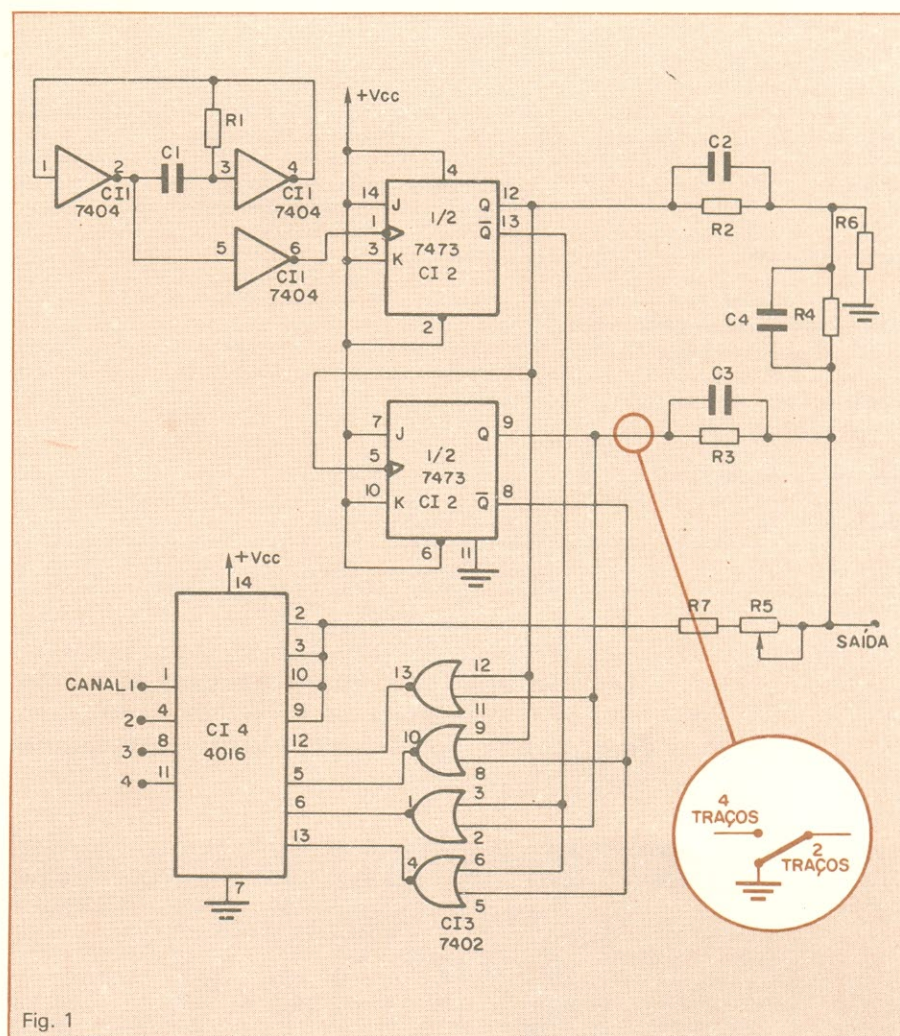 +Vcc
R1
C1
1
2
3
4
CI1
7404
CI1
7404
5
6
CI1
7404
4
14
J
1
3
K
1/2
7473
CI 2
Q
12
Q̅
13
2
C2
R2
R6
C4
R4
C3
R3
7
J
5
10
K
1/2
7473
CI 2
Q
9
Q̅
8
6
11
+Vcc
14
R7
R5
SAÍDA
CANAL 1
1
2
4
3
8
4
11
CI 4
4016
2
3
10
9
12
5
6
13
7
13
12
11
10
9
8
1
3
2
4
6
5
CI3
7402
4
TRAÇOS
2
TRAÇOS
Fig. 1